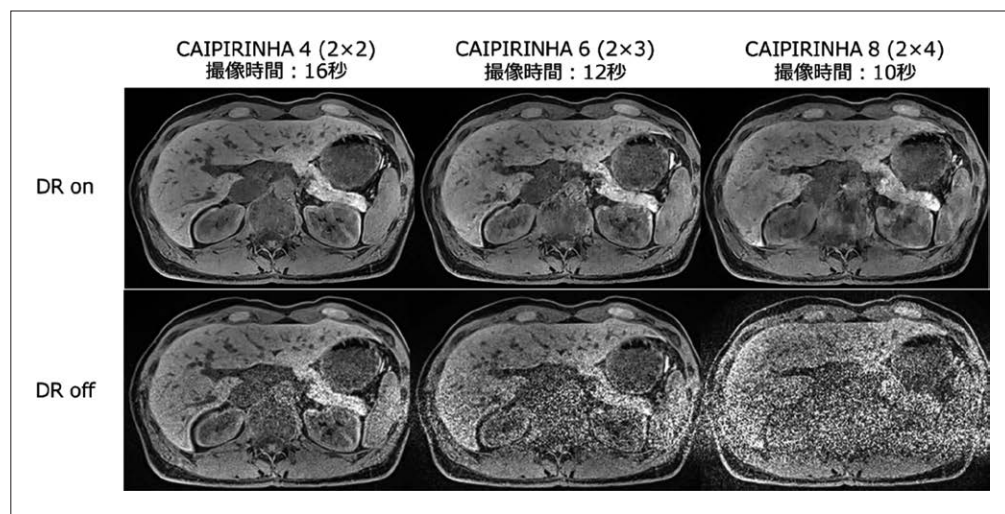 CAIPIRINHA 4 (2×2)
撮像時間：16秒
CAIPIRINHA 6 (2×3)
撮像時間：12秒
CAIPIRINHA 8 (2×4)
撮像時間：10秒
DR on
DR off